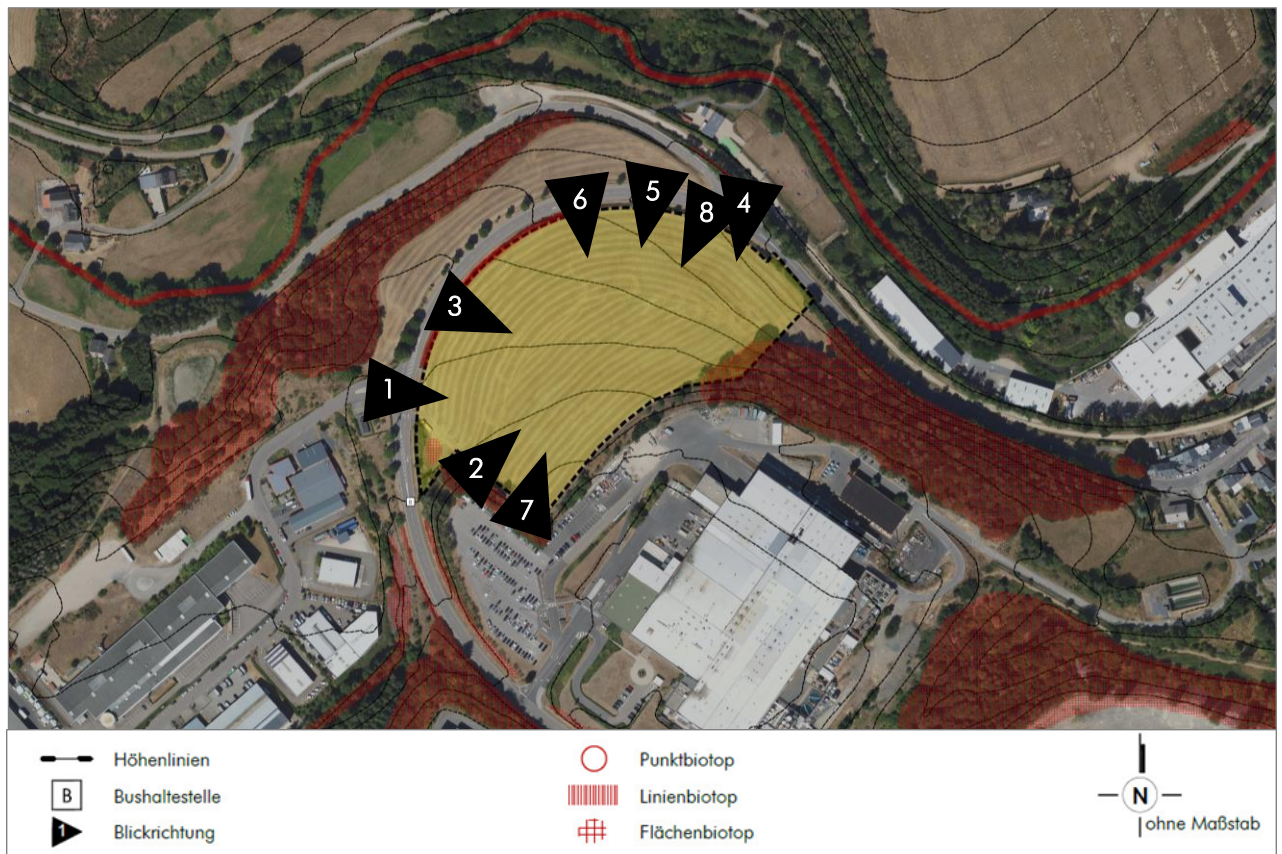 6
5
8
4
3
1
2
7
B
Höhenlinien
Punktbiotop
B
Bushaltestelle
Linienbiotop
1
Blickrichtung
Flächenbiotop
N
ohne Maßstab